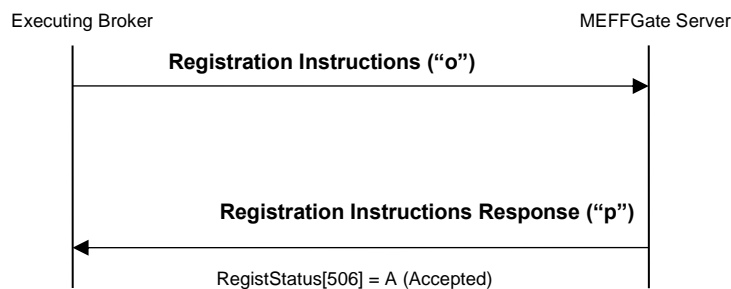 Executing Broker
MEFFGate Server
Registration Instructions (“o”)
Registration Instructions Response (“p”)
RegistStatus[506] = A (Accepted)